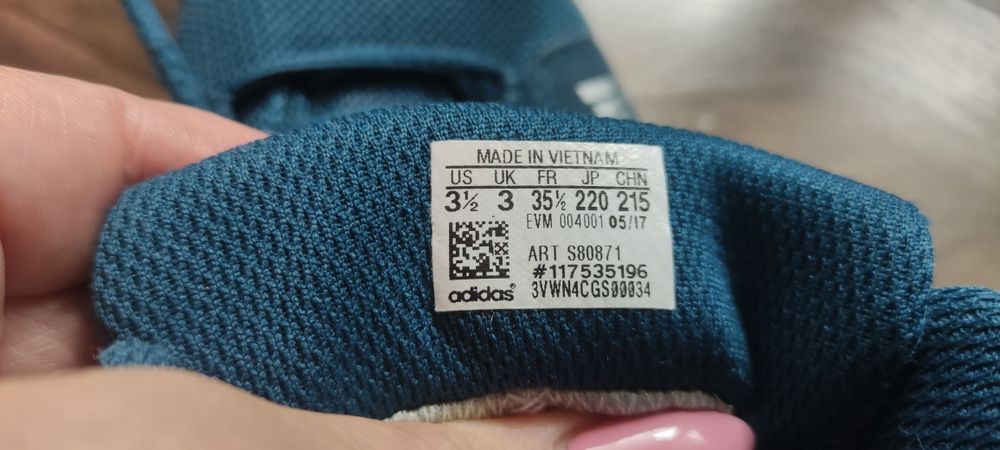 MADE IN VIETNAM
US UK FR JP CHN
3½ 3 35½ 220 215
EVM 004001 05/17
ART S80871
#117535196
adidas® 3VWN4CGS00034